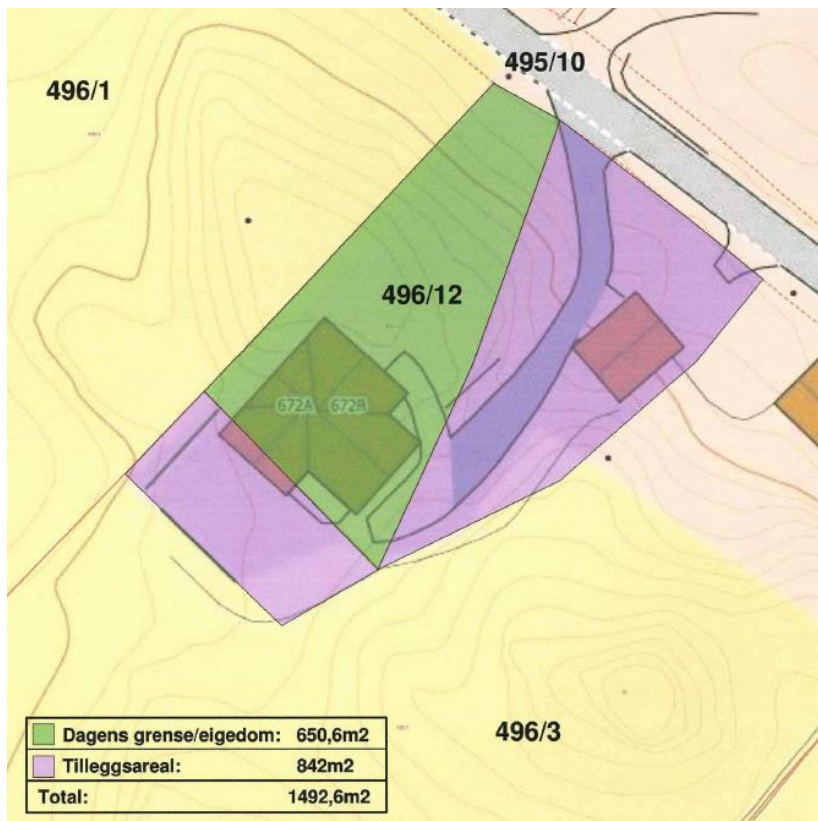 495/10
496/1
496/12
672A 672B
496/3
Dagens grense/eigedom: 650,6m2
Tilleggsareal: 842m2
Total: 1492,6m2